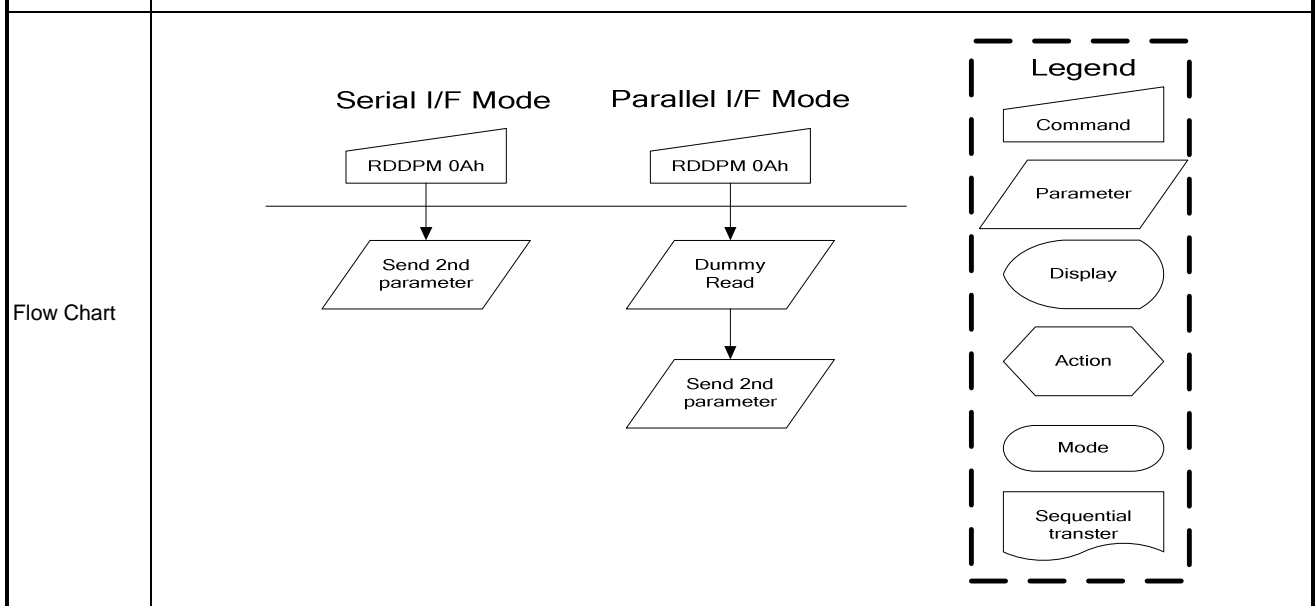 Flow Chart
Serial I/F Mode
RDDPM 0Ah
Send 2nd
parameter
Parallel I/F Mode
RDDPM 0Ah
Dummy
Read
Send 2nd
parameter
Legend
Command
Parameter
Display
Action
Mode
Sequential
transter